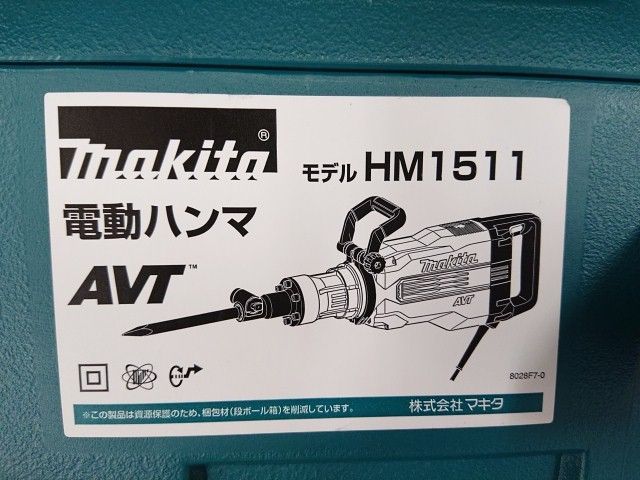 makita®
モデル HM1511
電動ハンマ
AVT™
makita
AVT
8028F7-0
※この製品は資源保護のため、梱包材(段ボール箱)を削減しています。
株式会社マキタ